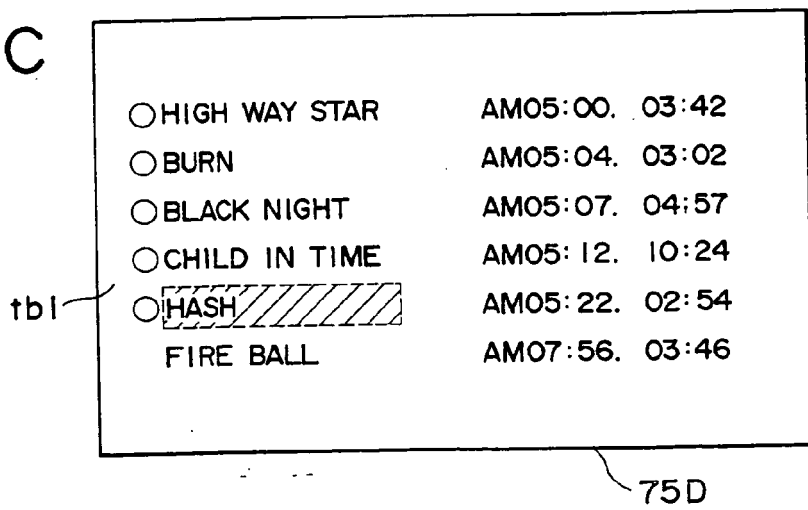 C
○HIGH WAY STAR AM05:00. 03:42
○BURN AM05:04. 03:02
○BLACK NIGHT AM05:07. 04:57
○CHILD IN TIME AM05:12. 10:24
tb1 ○HASH AM05:22. 02:54
FIRE BALL AM07:56. 03:46
75D